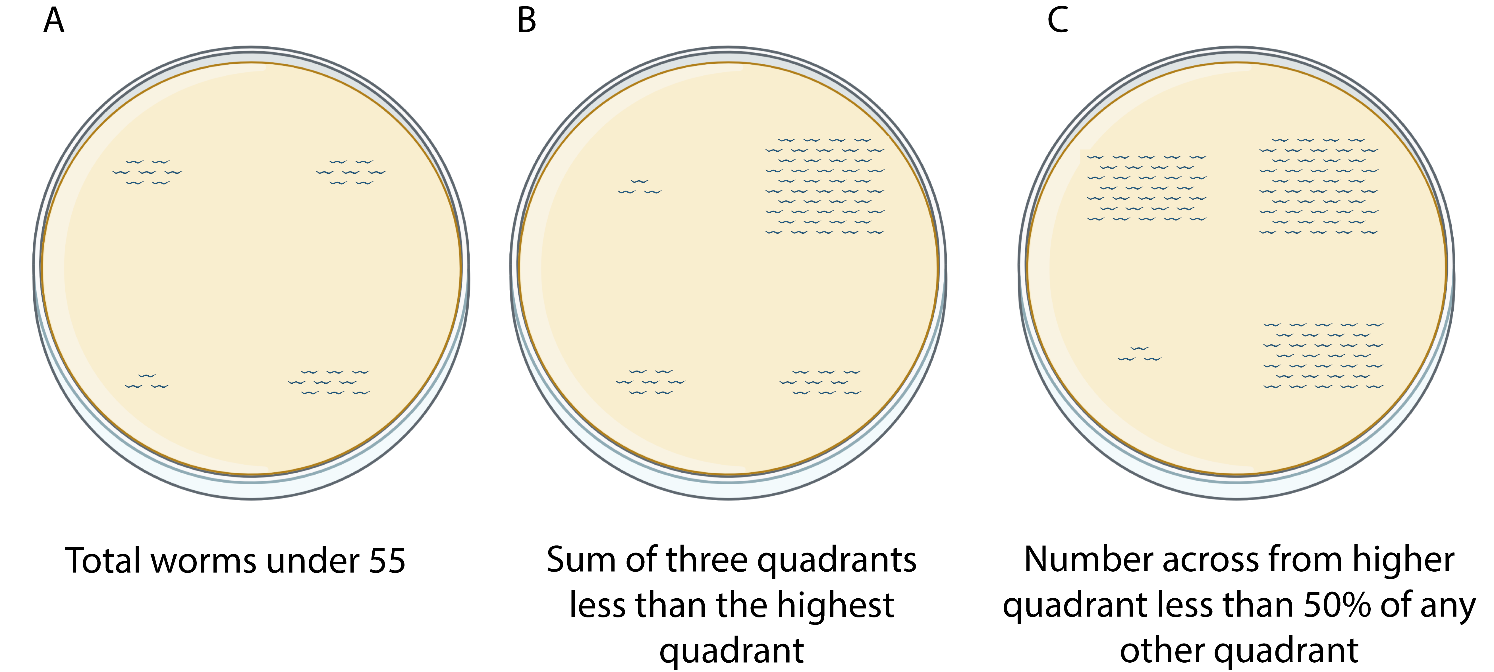 A
B
C
Total worms under 55
Sum of three quadrants
less than the highest
quadrant
Number across from higher
quadrant less than 50% of any
other quadrant